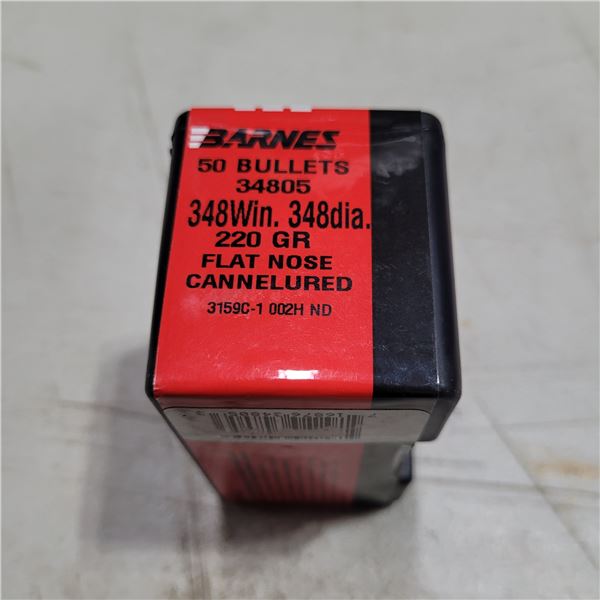 BARNES
50 BULLETS
34805
348Win. 348dia.
220 GR
FLAT NOSE
CANNELURED
3159C-1 002H ND